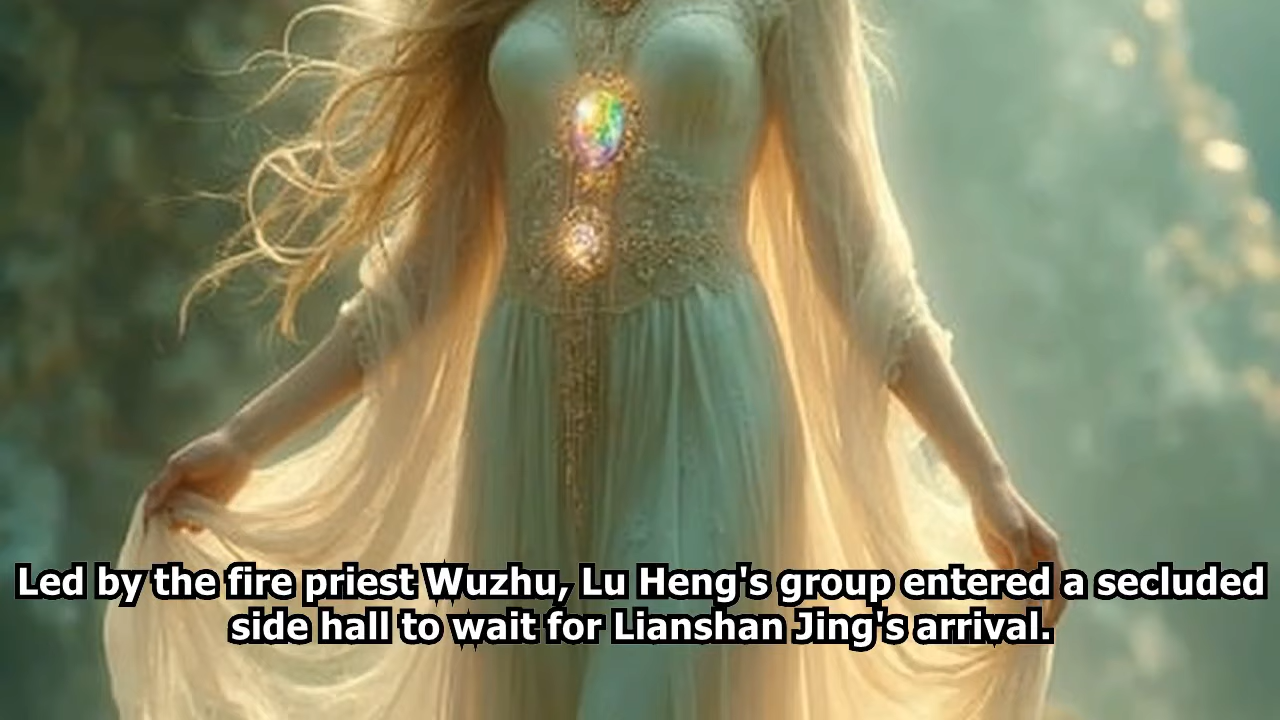 Led by the fire priest Wuzhu, Lu Heng's group entered a secluded
side hall to wait for Lianshan Jing's arrival.